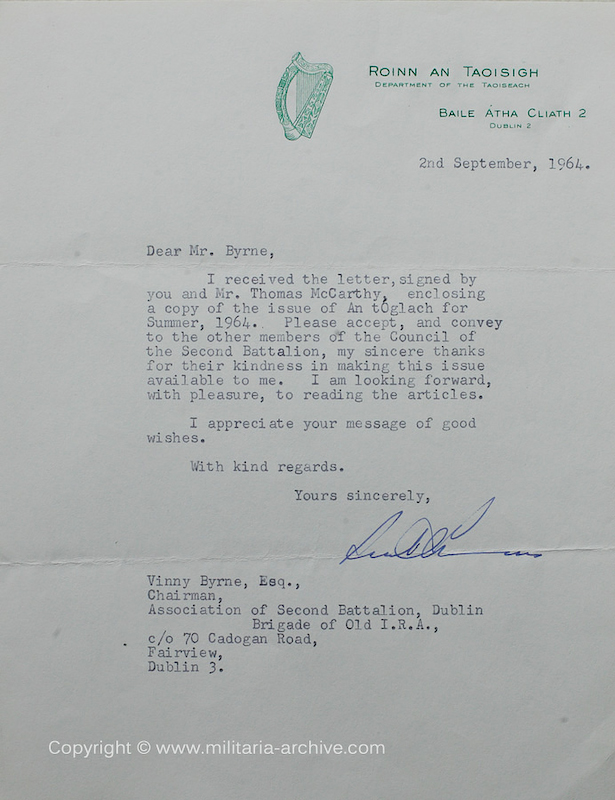 ROINN AN TAOISIGH
DEPARTMENT OF THE TAOISEACH
BAILE ÁTHA CLIATH 2
DUBLIN 2
2nd September, 1964.
Dear Mr. Byrne,
I received the letter, signed by
you and Mr. Thomas McCarthy, enclosing
a copy of the issue of An tÓglach for
Summer, 1964. Please accept, and convey
to the other members of the Council of
the Second Battalion, my sincere thanks
for their kindness in making this issue
available to me. I am looking forward,
with pleasure, to reading the articles.
I appreciate your message of good
wishes.
With kind regards.
Yours sincerely,
Vinny Byrne, Esq.,
Chairman,
Association of Second Battalion, Dublin
Brigade of Old I.R.A.,
c/o 70 Cadogan Road,
Fairview,
Dublin 3.
Copyright © www.militaria-archive.com